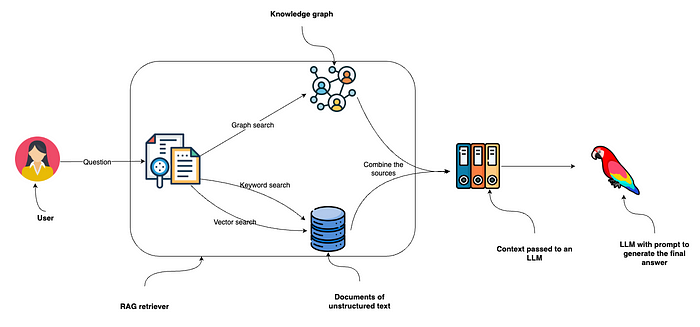 Knowledge graph
Graph search
Question
Keyword search
Combine the
sources
Vector search
User
Context passed to an
LLM
LLM with prompt to
generate the final
answer
RAG retriever
Documents of
unstructured text